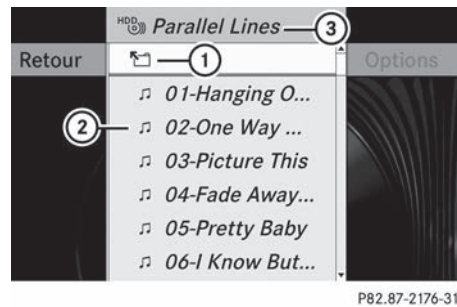 HDD Parallel Lines 3
Retour 1 Options
01-Hanging O...
2 02-One Way ...
03-Picture This
04-Fade Away...
05-Pretty Baby
06-I Know But...
P82.87-2176-31